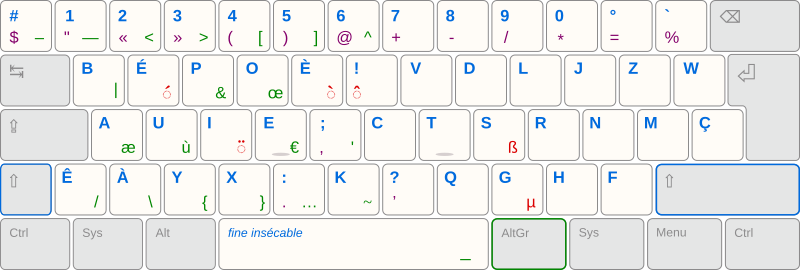 # $ – 1 " — 2 « < 3 » > 4 ( [ 5 ) ] 6 @ ^ 7 + 8 - 9 / 0 * ° = ` % ⌫
↹ B | É ́ P & O œ È ̀ ! ̂ V D L J Z W ⏎
⇪ A æ U ù I ̈ E € ; , ' C T S ß R N M Ç
⇧ Ê / À \ Y { X } : . … K ~ ? ' Q G µ H F ⇧
Ctrl Sys Alt fine insécable _ AltGr Sys Menu Ctrl